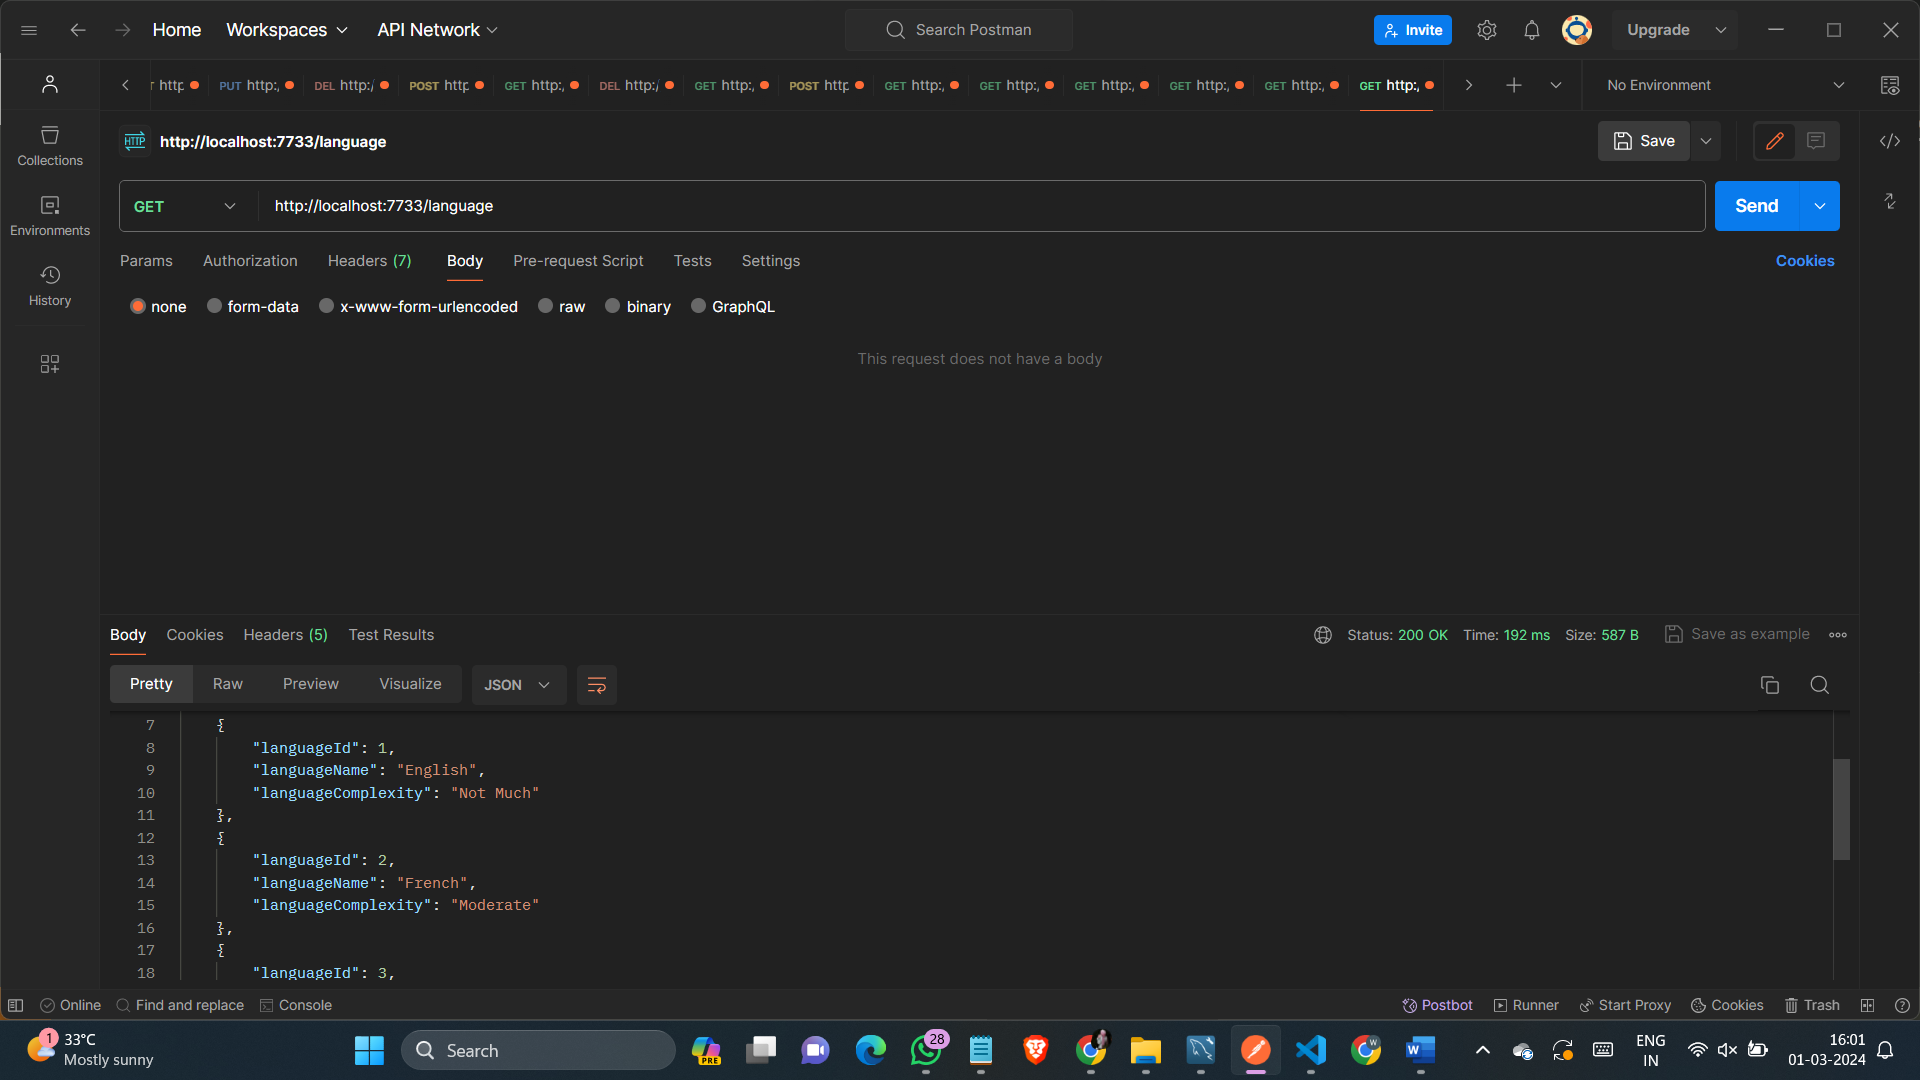 Home Workspaces API Network Search Postman Invite Upgrade
http PUT http:/ DEL http:/ POST http GET http:/ DEL http:/ GET http:/ POST http GET http:/ GET http:/ GET http:/ GET http:/ GET http:/ GET http:/ No Environment
HTTP http://localhost:7733/language Save
Collections
GET http://localhost:7733/language Send
Environments
Params Authorization Headers (7) Body Pre-request Script Tests Settings Cookies
History
none form-data x-www-form-urlencoded raw binary GraphQL
This request does not have a body
Body Cookies Headers (5) Test Results Status: 200 OK Time: 192 ms Size: 587 B Save as example
Pretty Raw Preview Visualize JSON
7 {
8 "languageId": 1,
9 "languageName": "English",
10 "languageComplexity": "Not Much"
11 },
12 {
13 "languageId": 2,
14 "languageName": "French",
15 "languageComplexity": "Moderate"
16 },
17 {
18 "languageId": 3,
Online Find and replace Console Postbot Runner Start Proxy Cookies Trash
1 33°C
Mostly sunny
Search
PRE
28
W
W
ENG
IN
16:01
01-03-2024